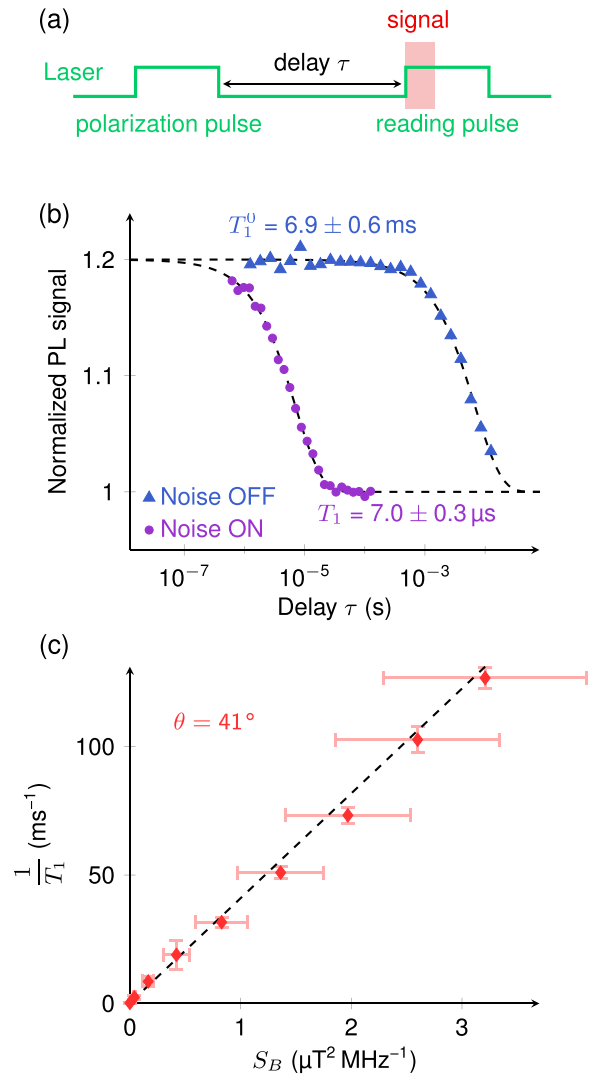 (a)
signal
Laser
delay τ
polarization pulse
reading pulse
(b)
T₁⁰ = 6.9 ± 0.6 ms
Normalized PL signal
1.2
1.1
1
Noise OFF
Noise ON
T₁ = 7.0 ± 0.3 µs
10⁻⁷
10⁻⁵
10⁻³
Delay τ (s)
(c)
θ = 41°
1/T₁ (ms⁻¹)
100
50
0
0
1
2
3
S_B (µT² MHz⁻¹)